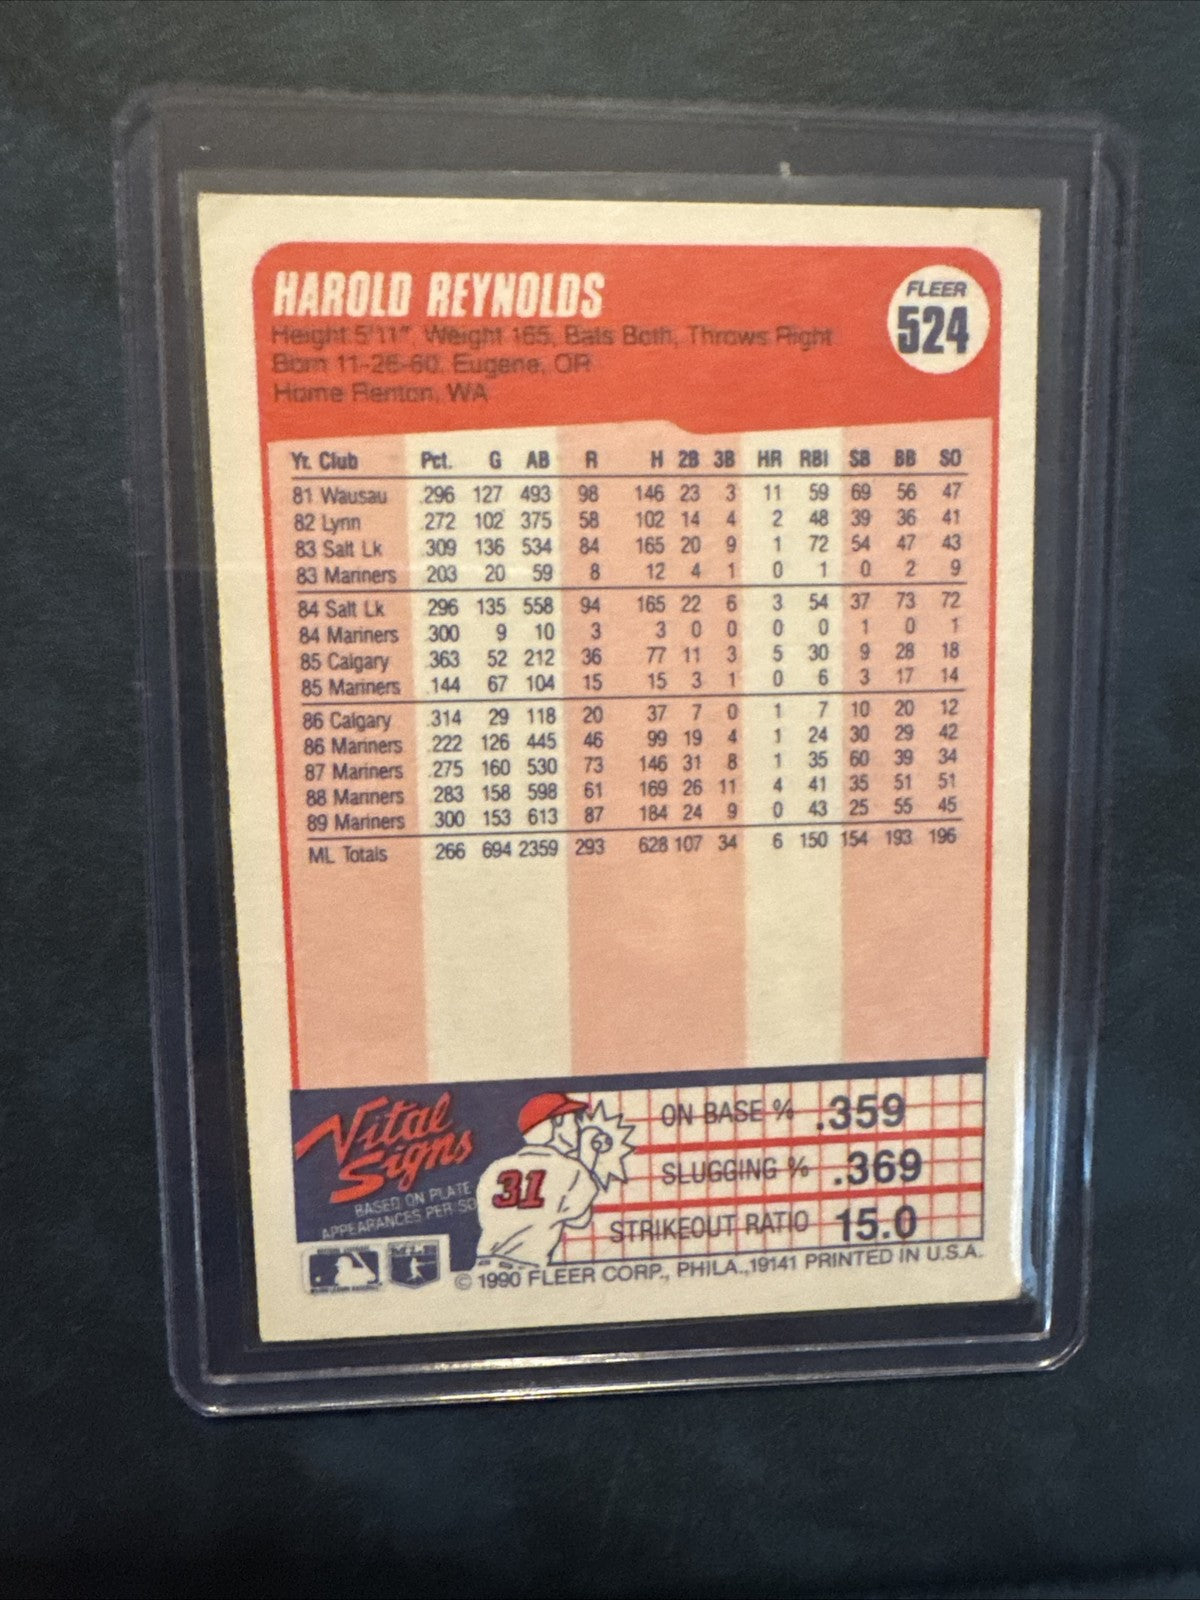 HAROLD REYNOLDS
FLEER
524
Height 5'11", Weight 165, Bats Both, Throws Right
Born 11-26-60, Eugene, OR
Home Renton, WA
Yr. Club Pct. G AB R H 2B 3B HR RBI SB BB SO
81 Wausau .296 127 493 98 146 23 3 11 59 69 56 47
82 Lynn .272 102 375 58 102 14 4 2 48 39 36 41
83 Salt Lk .309 136 534 84 165 20 9 1 72 54 47 43
83 Mariners .203 20 59 8 12 4 1 0 1 0 2 9
84 Salt Lk .296 135 558 94 165 22 6 3 54 37 73 72
84 Mariners .300 9 10 3 3 0 0 0 0 1 0 1
85 Calgary .363 52 212 36 77 11 3 5 30 9 28 18
85 Mariners .144 67 104 15 15 3 1 0 6 3 17 14
86 Calgary .314 29 118 20 37 7 0 1 7 10 20 12
86 Mariners .222 126 445 46 99 19 4 1 24 30 29 42
87 Mariners .275 160 530 73 146 31 8 1 35 60 39 34
88 Mariners .283 158 598 61 169 26 11 4 41 35 51 51
89 Mariners .300 153 613 87 184 24 9 0 43 25 55 45
ML Totals .266 694 2359 293 628 107 34 6 150 154 193 196
Vital
Signs
BASED ON PLATE
APPEARANCES PER SO
31
ON BASE % .359
SLUGGING % .369
STRIKEOUT RATIO 15.0
© 1990 FLEER CORP., PHILA., 19141 PRINTED IN U.S.A.